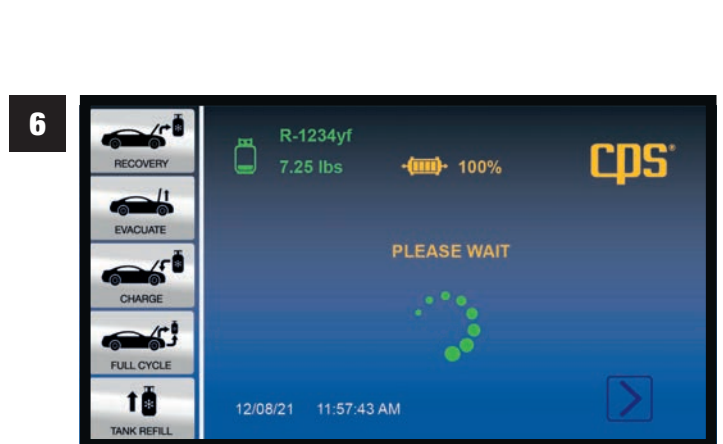 6
RECOVERY
EVACUATE
CHARGE
FULL CYCLE
TANK REFILL
R-1234yf
7.25 lbs
100%
cps®
PLEASE WAIT
12/08/21 11:57:43 AM